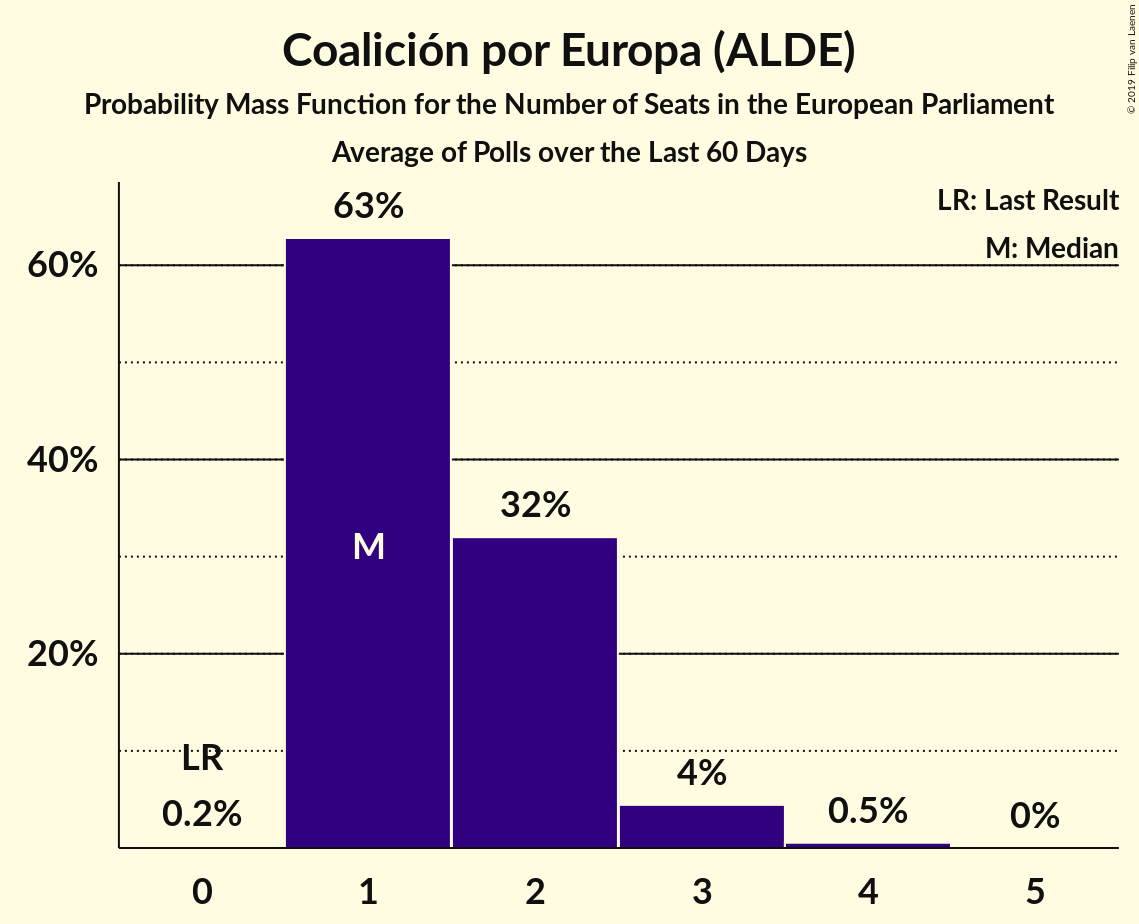 Coalición por Europa (ALDE)
Probability Mass Function for the Number of Seats in the European Parliament
Average of Polls over the Last 60 Days
© 2019 Filip van Laenen
LR: Last Result
M: Median
63%
60%
40%
32%
M
20%
LR
4%
0.2%
0.5%
0%
0 1 2 3 4 5